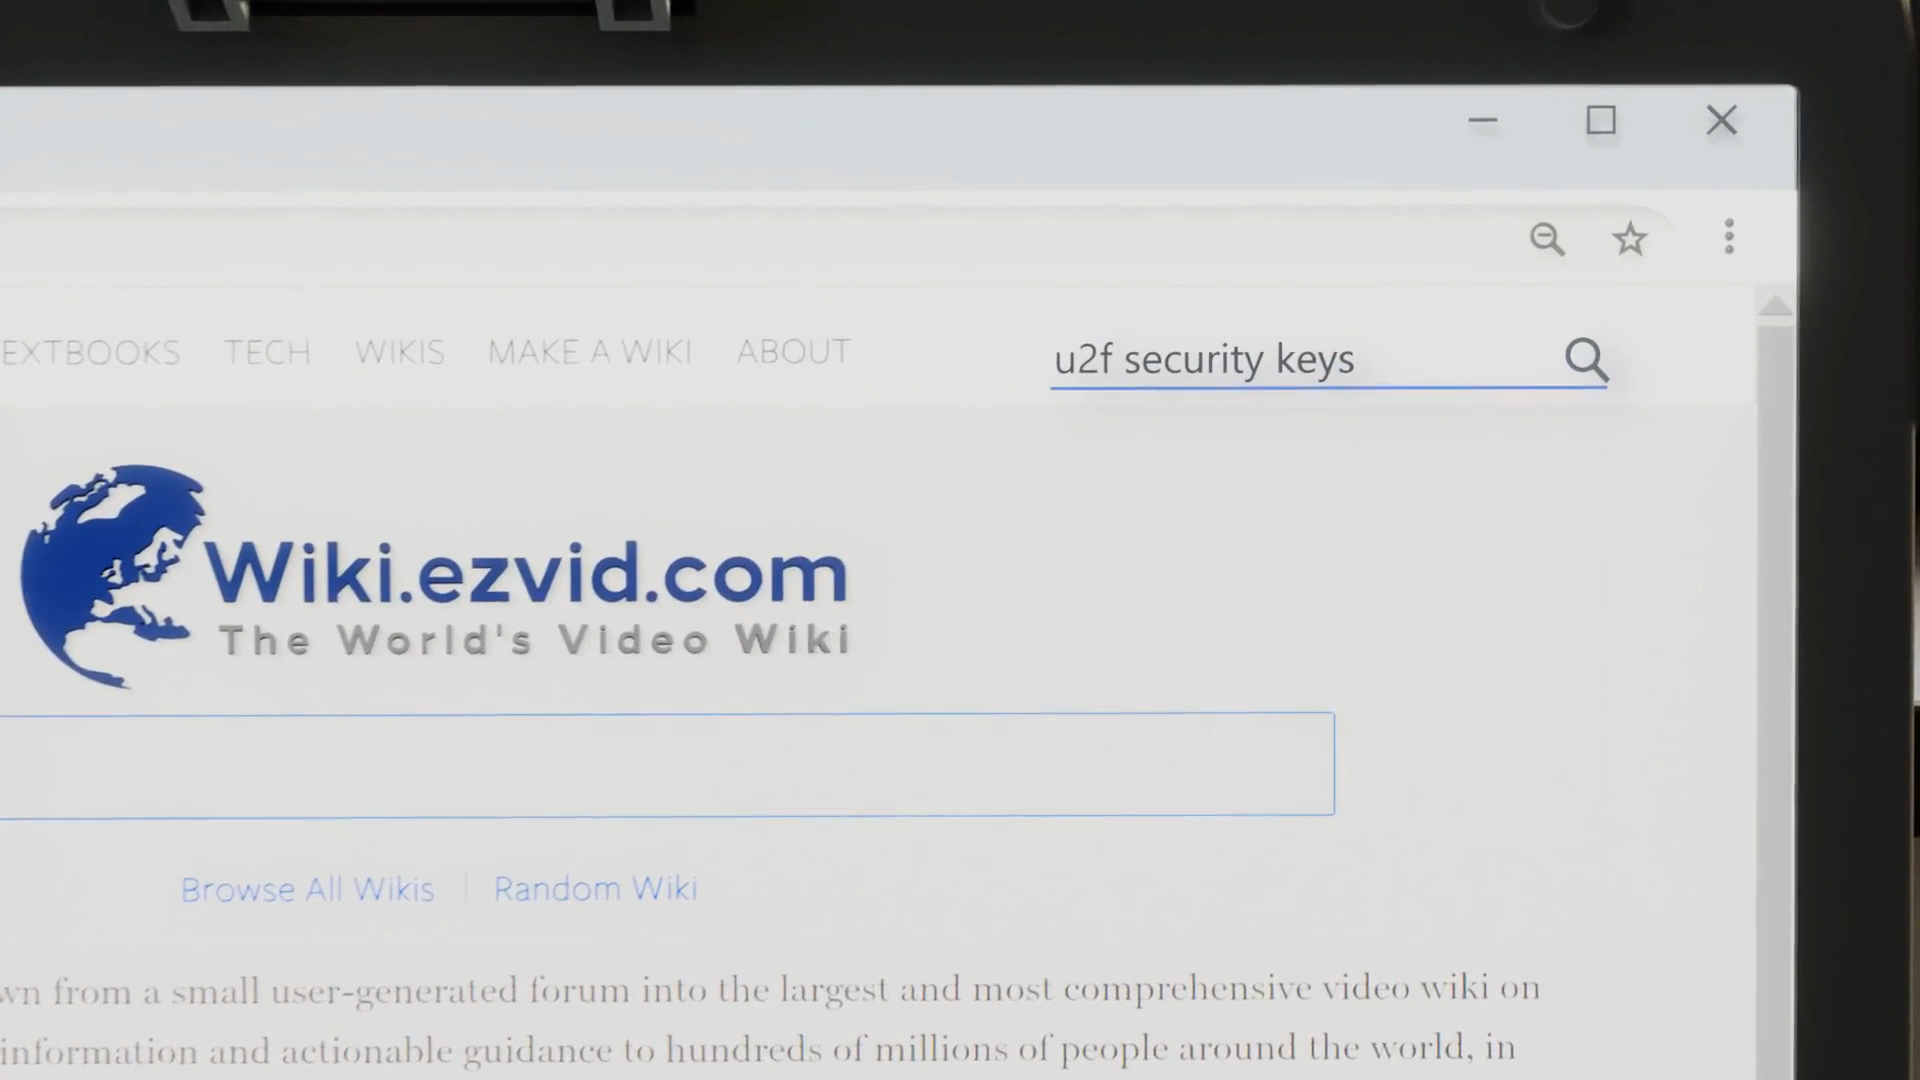 EXTBOOKS TECH WIKIS MAKE A WIKI ABOUT
u2f security keys
Wiki.ezvid.com
The World's Video Wiki
Browse All Wikis Random Wiki
wn from a small user-generated forum into the largest and most comprehensive video wiki on
information and actionable guidance to hundreds of millions of people around the world, in